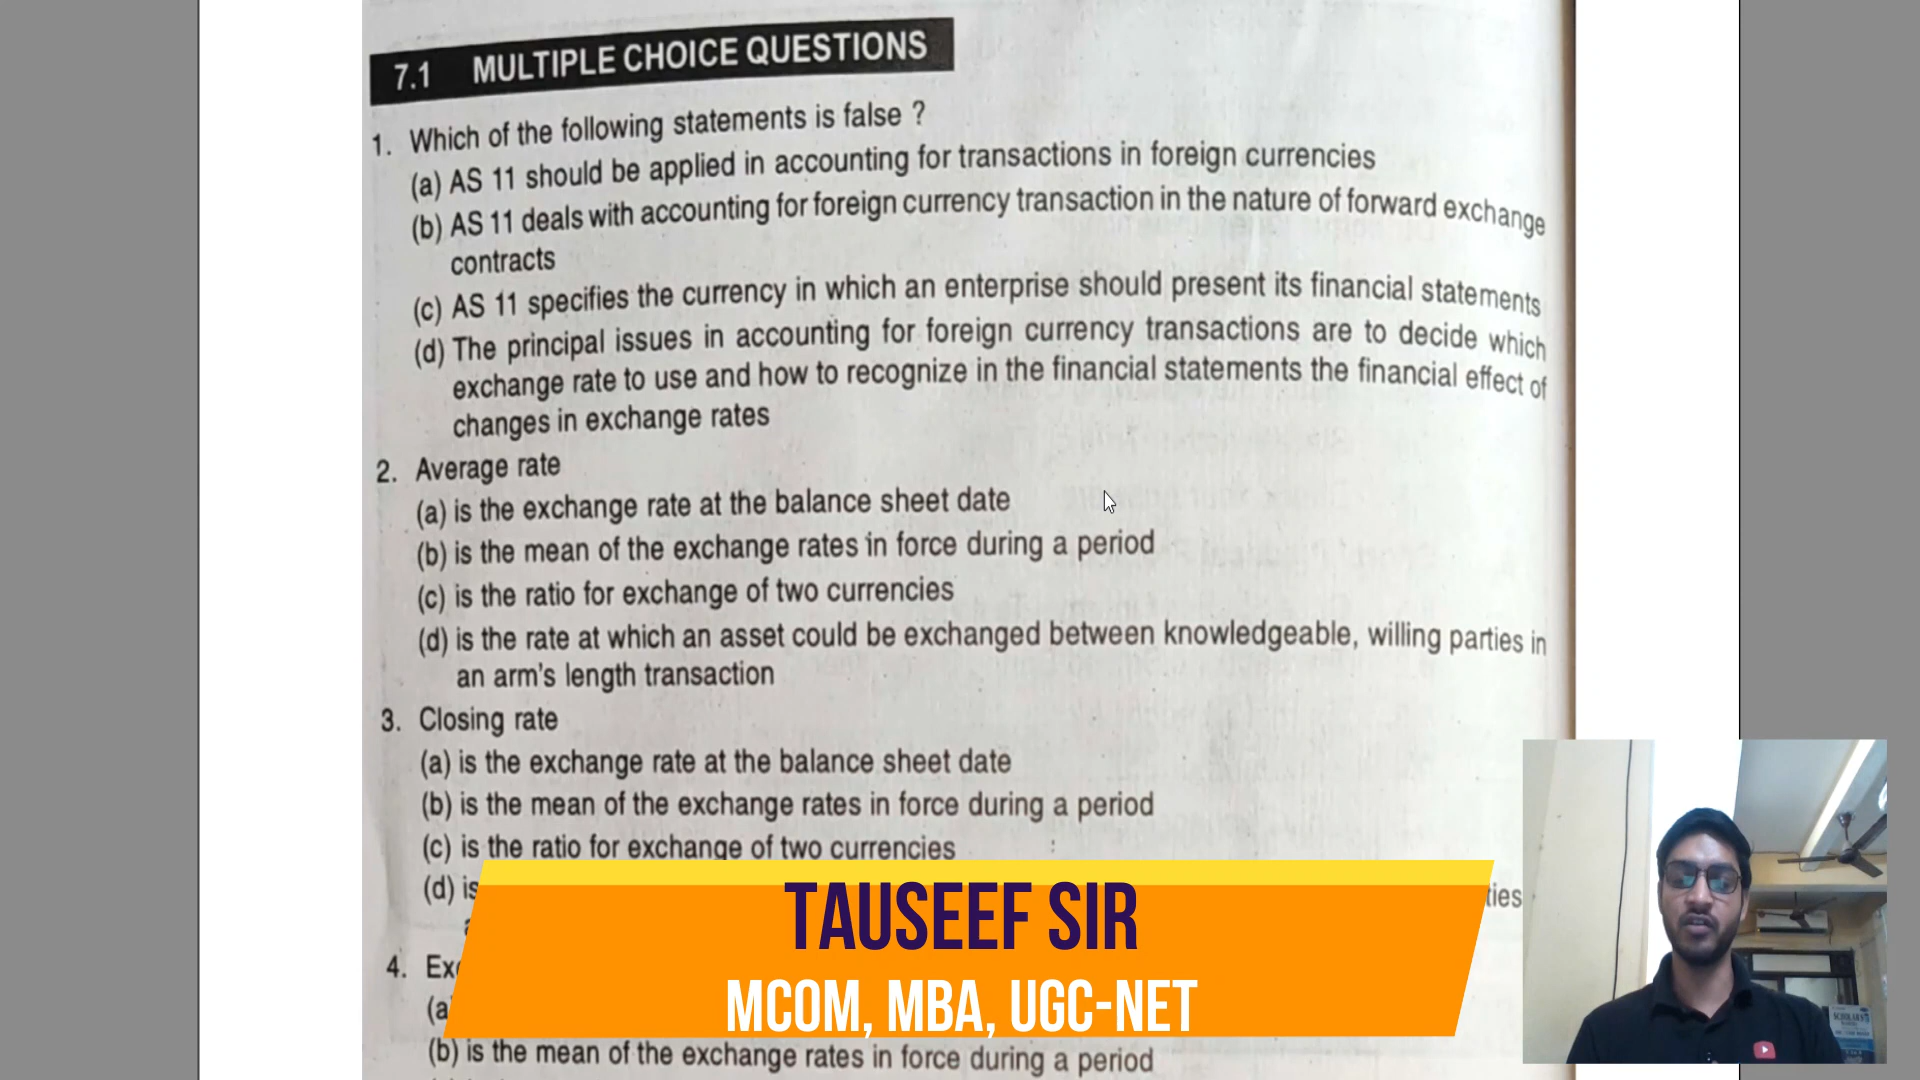 7.1 MULTIPLE CHOICE QUESTIONS
1. Which of the following statements is false ?
(a) AS 11 should be applied in accounting for transactions in foreign currencies
(b) AS 11 deals with accounting for foreign currency transaction in the nature of forward exchange
contracts
(c) AS 11 specifies the currency in which an enterprise should present its financial statements
(d) The principal issues in accounting for foreign currency transactions are to decide which
exchange rate to use and how to recognize in the financial statements the financial effect of
changes in exchange rates
2. Average rate
(a) is the exchange rate at the balance sheet date
(b) is the mean of the exchange rates in force during a period
(c) is the ratio for exchange of two currencies
(d) is the rate at which an asset could be exchanged between knowledgeable, willing parties in
an arm's length transaction
3. Closing rate
(a) is the exchange rate at the balance sheet date
(b) is the mean of the exchange rates in force during a period
(c) is the ratio for exchange of two currencies
(d) is
4.
(a)
(b) is the mean of the exchange rates in force during a period
TAUSEEF SIR
MCOM, MBA, UGC-NET